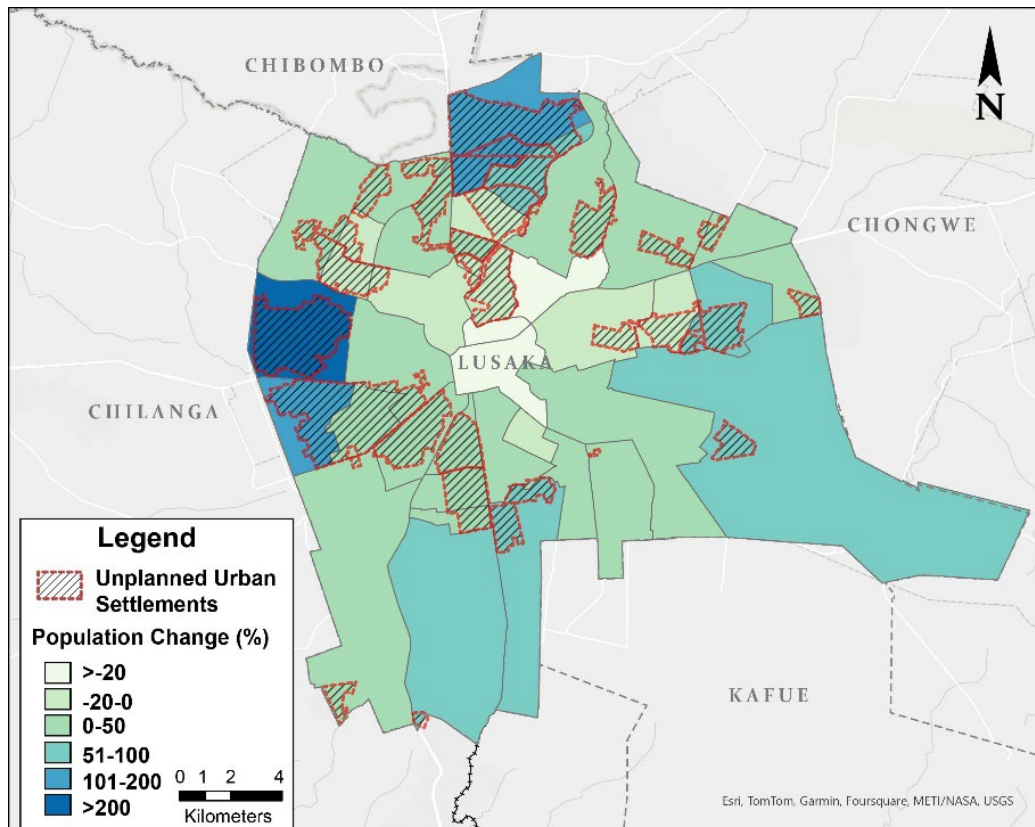 CHIBOMBO
N
CHONGWE
LUSAKA
CHILANGA
KAFUE
Legend
Unplanned Urban
Settlements
Population Change (%)
>-20
-20-0
0-50
51-100
101-200
>200
0 1 2 4
Kilometers
Esri, TomTom, Garmin, Foursquare, METI/NASA, USGS